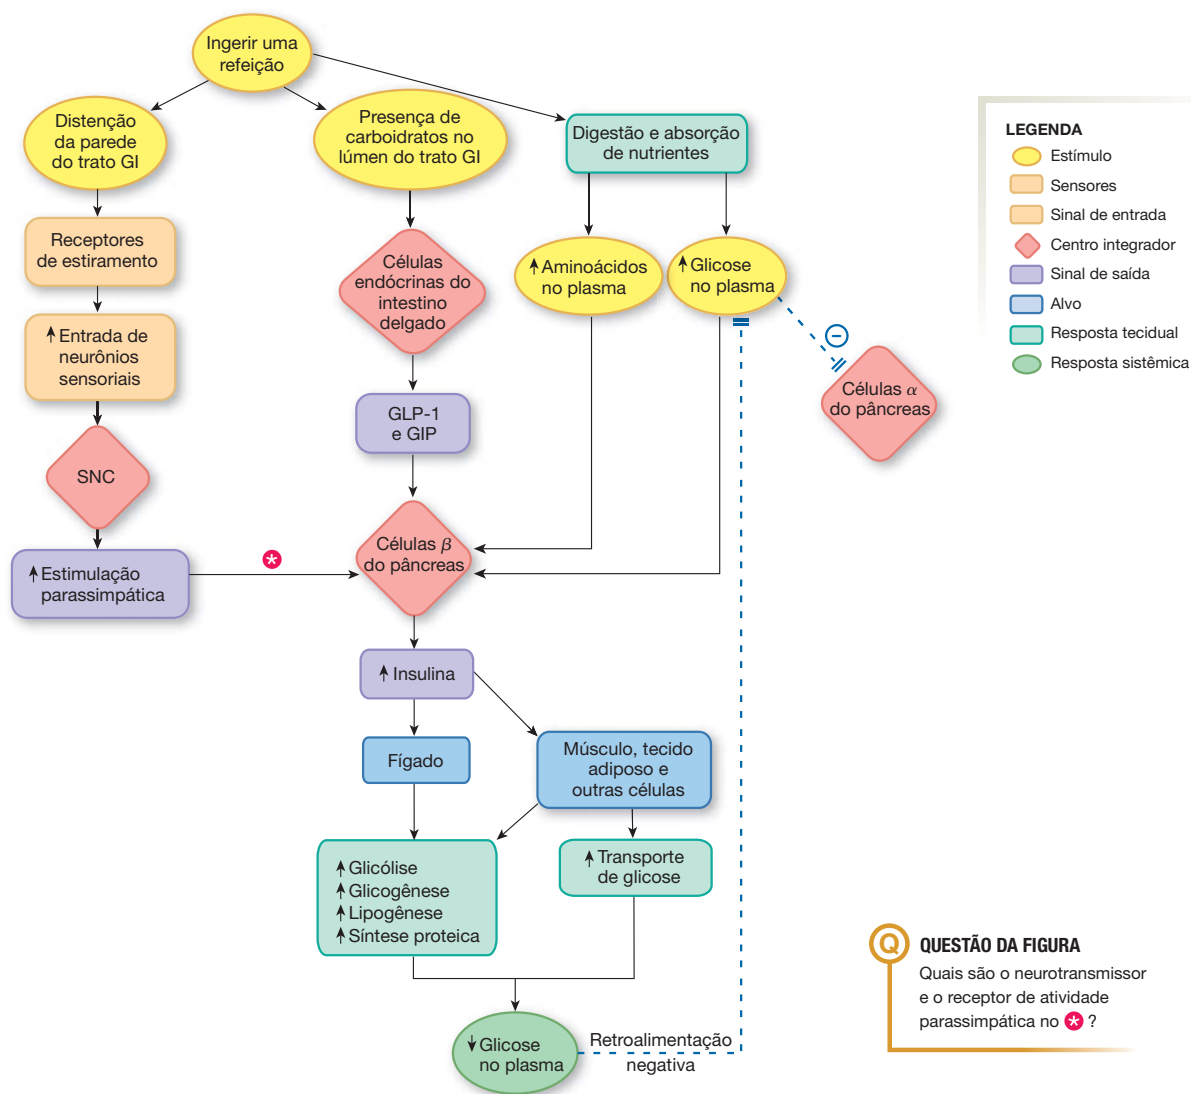 Ingerir uma
refeição
Distenção
da parede
do trato GI
Presença de
carboidratos no
lúmen do trato GI
Digestão e absorção
de nutrientes
Receptores
de estiramento
Células
endócrinas do
intestino
delgado
↑ Aminoácidos
no plasma
↑ Glicose
no plasma
↑ Entrada de
neurônios
sensoriais
−
Células α
do pâncreas
GLP-1
e GIP
SNC
Células β
do pâncreas
*
↑ Estimulação
parassimpática
↑ Insulina
Fígado
Músculo, tecido
adiposo e
outras células
↑ Glicólise
↑ Glicogênese
↑ Lipogênese
↑ Síntese proteica
↑ Transporte
de glicose
↓ Glicose
no plasma
Retroalimentação
negativa
LEGENDA
Estímulo
Sensores
Sinal de entrada
Centro integrador
Sinal de saída
Alvo
Resposta tecidual
Resposta sistêmica
Q QUESTÃO DA FIGURA
Quais são o neurotransmissor
e o receptor de atividade
parassimpática no * ?